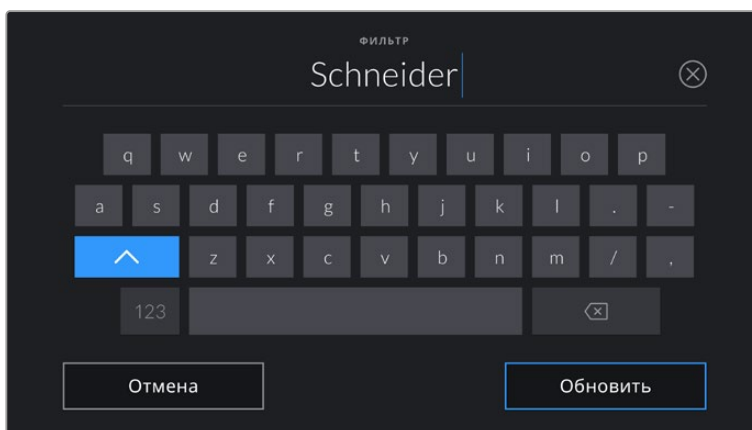 ФИЛЬТР
Schneider
q w e r t y u i o p
a s d f g h j k l . -
z x c v b n m / ,
123
Отмена Обновить